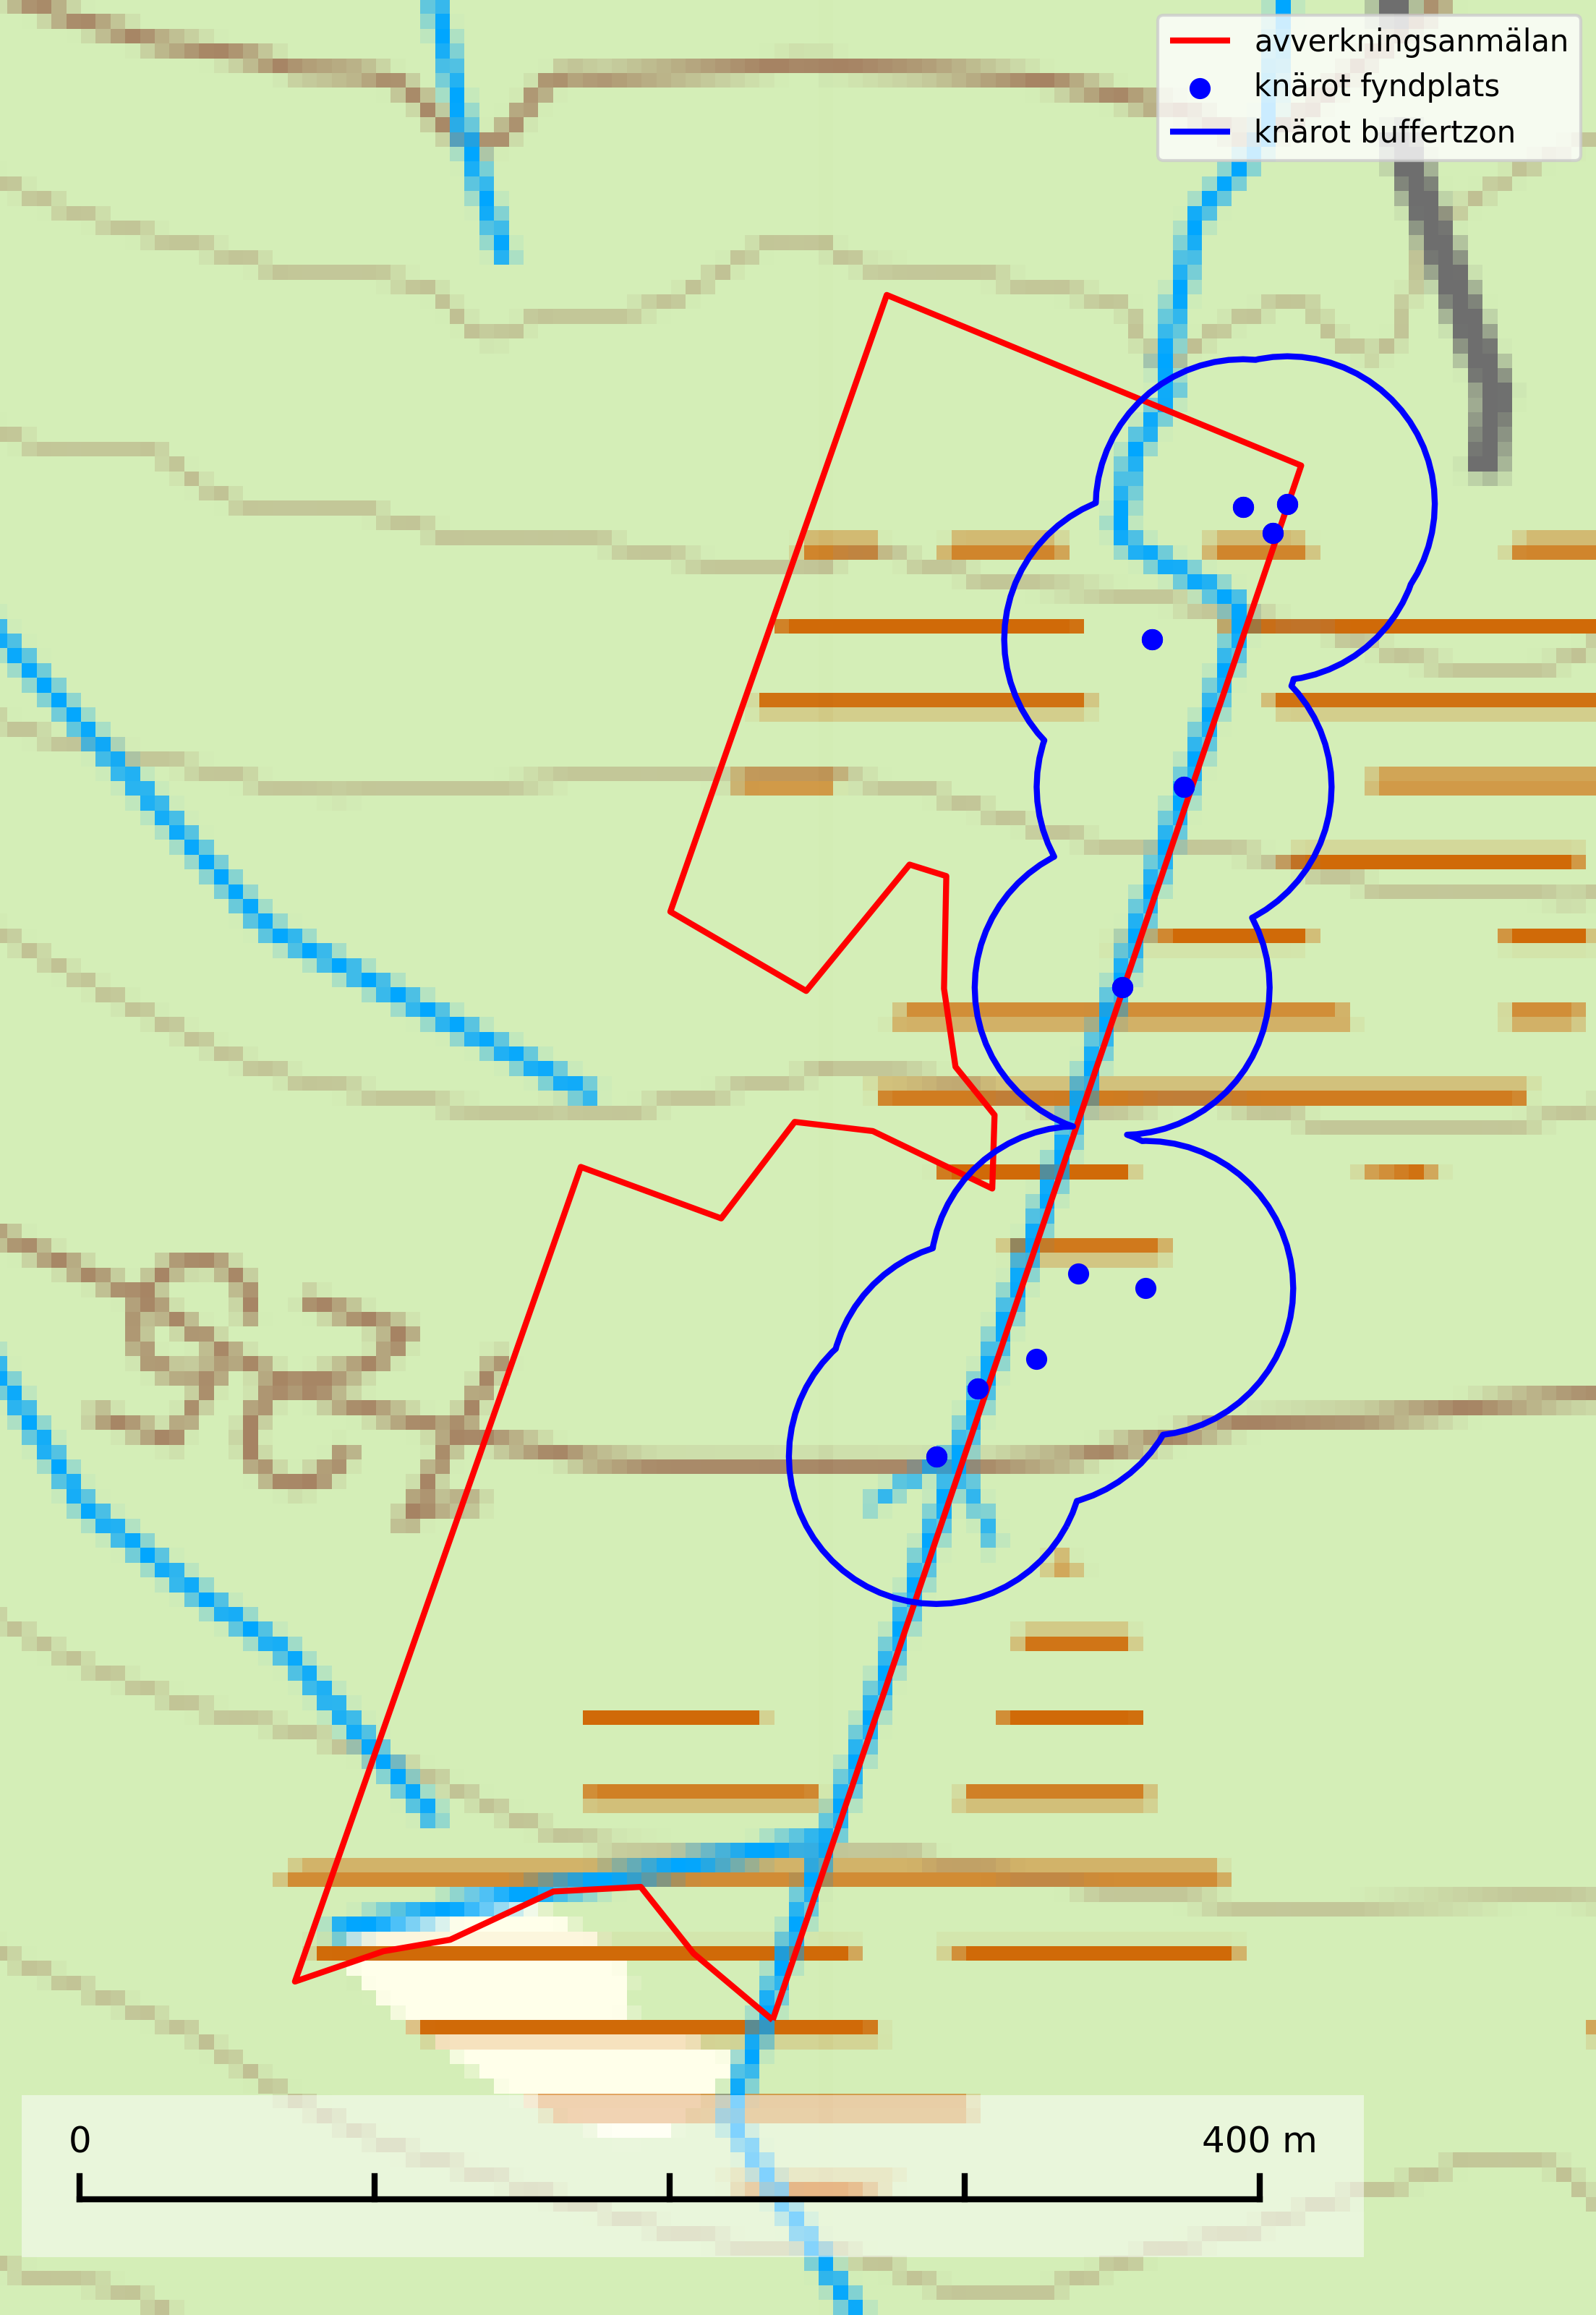 avverkningsanmälan
knärot fyndplats
knärot buffertzon
0 400 m